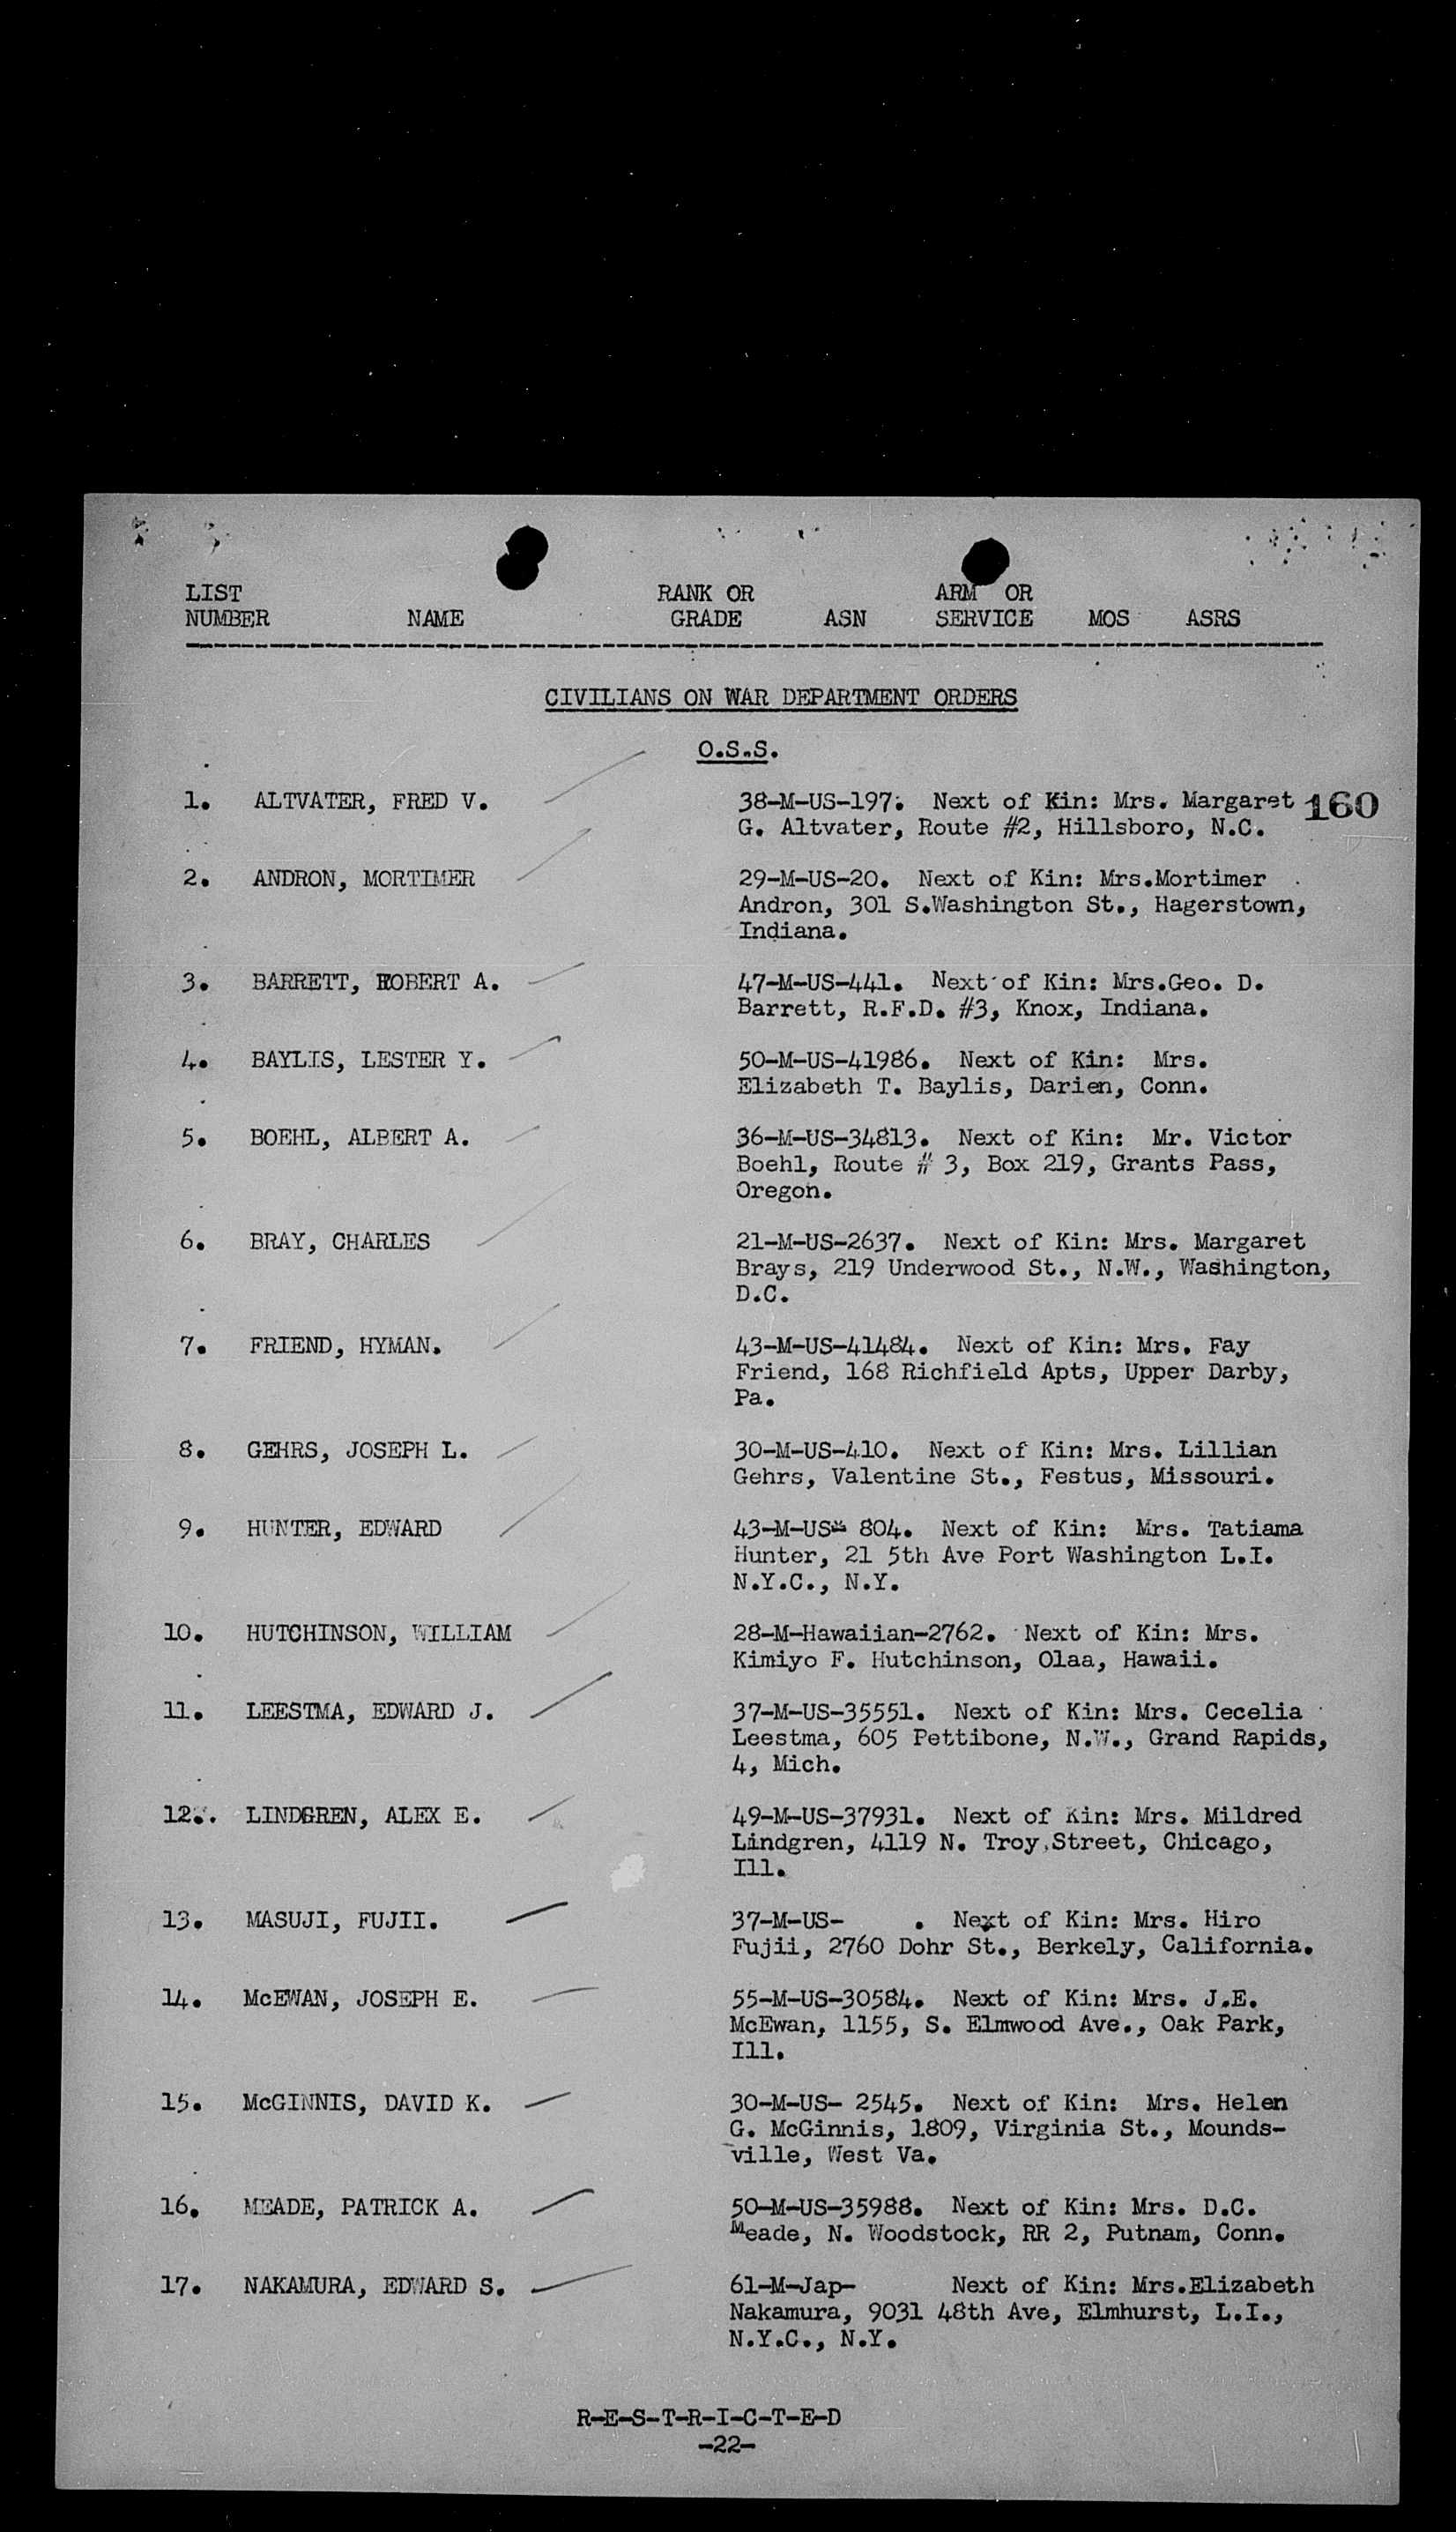 LIST NUMBER NAME RANK OR GRADE ASN ARM OR SERVICE MOS ASRS
CIVILIANS ON WAR DEPARTMENT ORDERS
O.S.S.
1. ALTVATER, FRED V. 38-M-US-197. Next of Kin: Mrs. Margaret 160
G. Altvater, Route #2, Hillsboro, N.C.
2. ANDRON, MORTIMER 29-M-US-20. Next of Kin: Mrs.Mortimer
Andron, 301 S.Washington St., Hagerstown,
Indiana.
3. BARRETT, ROBERT A. 47-M-US-441. Next of Kin: Mrs.Geo. D.
Barrett, R.F.D. #3, Knox, Indiana.
4. BAYLIS, LESTER Y. 50-M-US-41986. Next of Kin: Mrs.
Elizabeth T. Baylis, Darien, Conn.
5. BOEHL, ALBERT A. 36-M-US-34813. Next of Kin: Mr. Victor
Boehl, Route # 3, Box 219, Grants Pass,
Oregon.
6. BRAY, CHARLES 21-M-US-2637. Next of Kin: Mrs. Margaret
Brays, 219 Underwood St., N.W., Washington,
D.C.
7. FRIEND, HYMAN. 43-M-US-41484. Next of Kin: Mrs. Fay
Friend, 168 Richfield Apts, Upper Darby,
Pa.
8. GEHRS, JOSEPH L. 30-M-US-410. Next of Kin: Mrs. Lillian
Gehrs, Valentine St., Festus, Missouri.
9. HUNTER, EDWARD 43-M-US- 804. Next of Kin: Mrs. Tatiama
Hunter, 21 5th Ave Port Washington L.I.
N.Y.C., N.Y.
10. HUTCHINSON, WILLIAM 28-M-Hawaiian-2762. Next of Kin: Mrs.
Kimiyo F. Hutchinson, Olaa, Hawaii.
11. LEESTMA, EDWARD J. 37-M-US-35551. Next of Kin: Mrs. Cecelia
Leestma, 605 Pettibone, N.W., Grand Rapids,
4, Mich.
12.. LINDGREN, ALEX E. 49-M-US-37931. Next of Kin: Mrs. Mildred
Lindgren, 4119 N. Troy Street, Chicago,
Ill.
13. MASUJI, FUJII. 37-M-US- . Next of Kin: Mrs. Hiro
Fujii, 2760 Dohr St., Berkely, California.
14. McEWAN, JOSEPH E. 55-M-US-30584. Next of Kin: Mrs. J.E.
McEwan, 1155, S. Elmwood Ave., Oak Park,
Ill.
15. McGINNIS, DAVID K. 30-M-US- 2545. Next of Kin: Mrs. Helen
G. McGinnis, 1809, Virginia St., Mounds-
ville, West Va.
16. MEADE, PATRICK A. 50-M-US-35988. Next of Kin: Mrs. D.C.
Meade, N. Woodstock, RR 2, Putnam, Conn.
17. NAKAMURA, EDWARD S. 61-M-Jap- Next of Kin: Mrs.Elizabeth
Nakamura, 9031 48th Ave, Elmhurst, L.I.,
N.Y.C., N.Y.
R-E-S-T-R-I-C-T-E-D
-22-